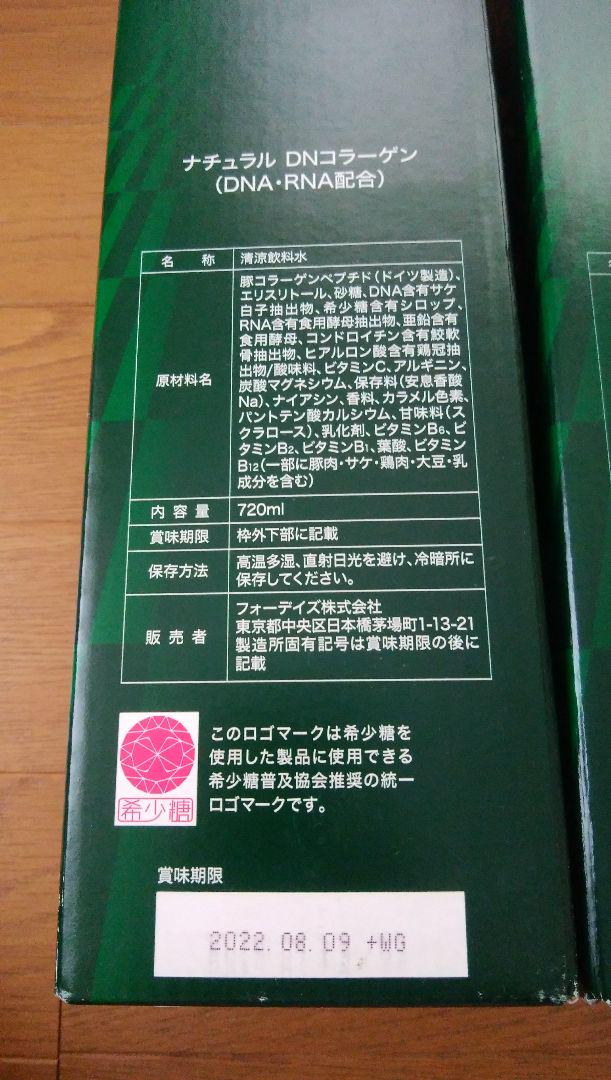 ナチュラル DNコラーゲン
(DNA・RNA配合)
名 称 清涼飲料水
原材料名
豚コラーゲンペプチド(ドイツ製造)、
エリスリトール、砂糖、DNA含有サケ
白子抽出物、希少糖含有シロップ、
RNA含有食用酵母抽出物、亜鉛含有
食用酵母、コンドロイチン含有鮫軟
骨抽出物、ヒアルロン酸含有鶏冠抽
出物/酸味料、ビタミンC、アルギニン、
炭酸マグネシウム、保存料(安息香酸
Na)、ナイアシン、香料、カラメル色素、
パントテン酸カルシウム、甘味料(ス
クラロース)、乳化剤、ビタミンB6、ビ
タミンB2、ビタミンB1、葉酸、ビタミン
B12(一部に豚肉・サケ・鶏肉・大豆・乳
成分を含む)
内容量 720ml
賞味期限 枠外下部に記載
保存方法
高温多湿、直射日光を避け、冷暗所に
保存してください。
販売者
フォーデイズ株式会社
東京都中央区日本橋茅場町1-13-21
製造所固有記号は賞味期限の後に
記載
希少糖
このロゴマークは希少糖を
使用した製品に使用できる
希少糖普及協会推奨の統一
ロゴマークです。
賞味期限
2022.08.09 +WG